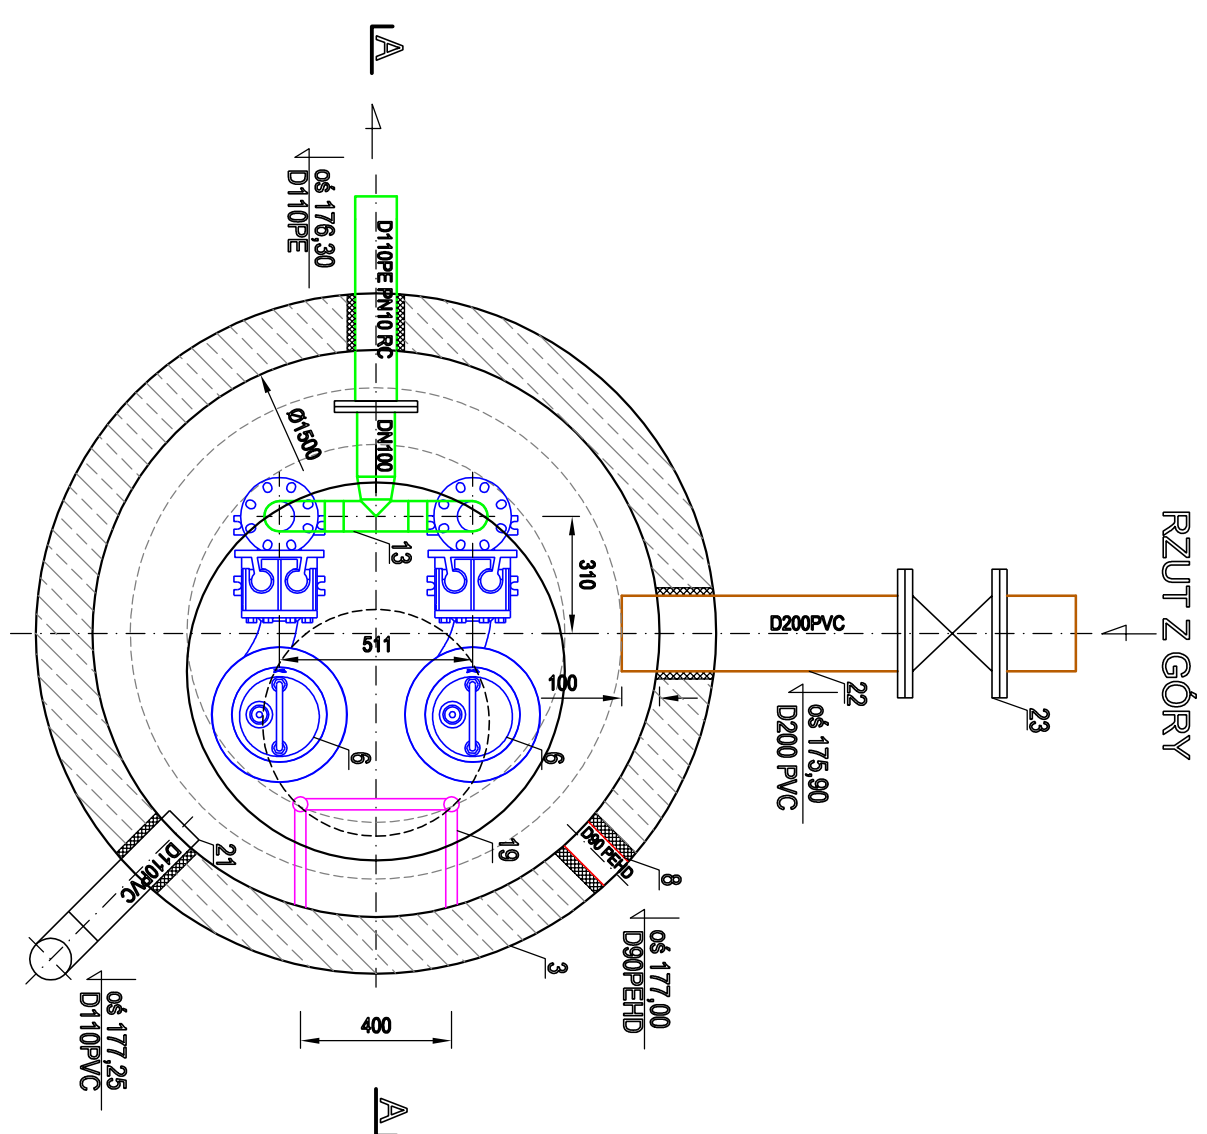 RZUT Z GÓRY
A
oś 176,30
D110PE
D110PE PN10 RC
DN100
Ø1500
13
310
511
100
D200PVC
22
23
oś 175,90
D200 PVC
6
6
19
21
D110PVC
D90 PEHD
8
3
oś 177,00
D90PEHD
400
oś 177,25
D110PVC
A